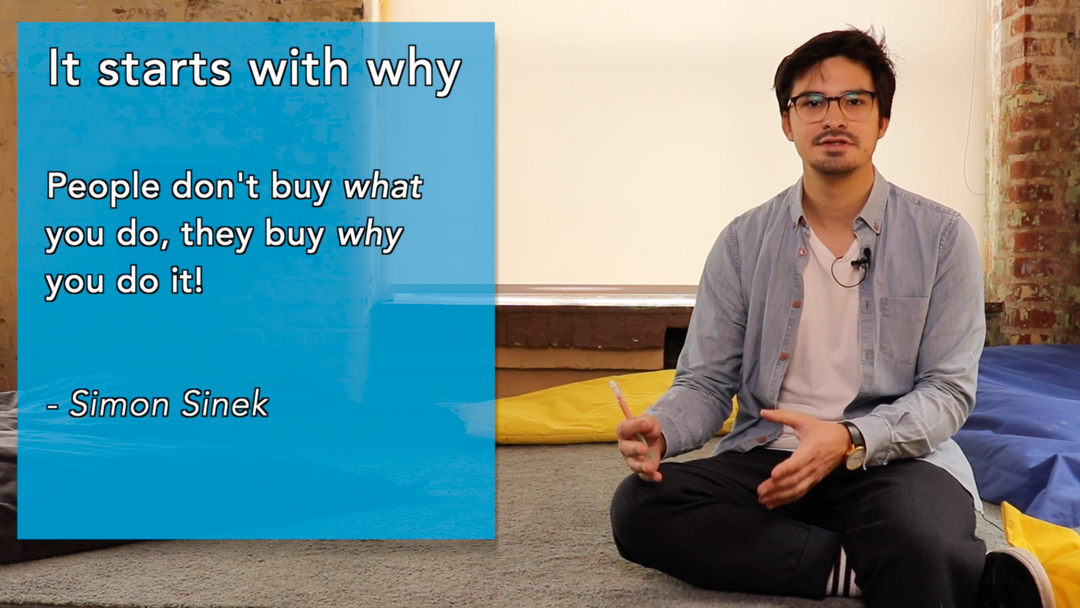 It starts with why
People don't buy what
you do, they buy why
you do it!
- Simon Sinek